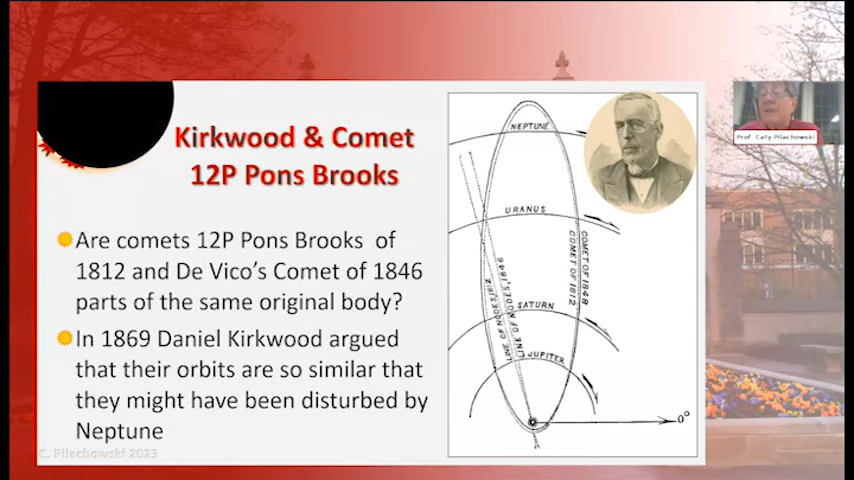 Kirkwood & Comet
12P Pons Brooks
Are comets 12P Pons Brooks of
1812 and De Vico's Comet of 1846
parts of the same original body?
In 1869 Daniel Kirkwood argued
that their orbits are so similar that
they might have been disturbed by
Neptune
C. Pilachowski 2023
NEPTUNE
URANUS
COMET OF 1846
COMET OF 1812
LINE OF NODES, 1812
LINE OF NODES, 1846
SATURN
JUPITER
0°
Prof. Caty Pilachowski